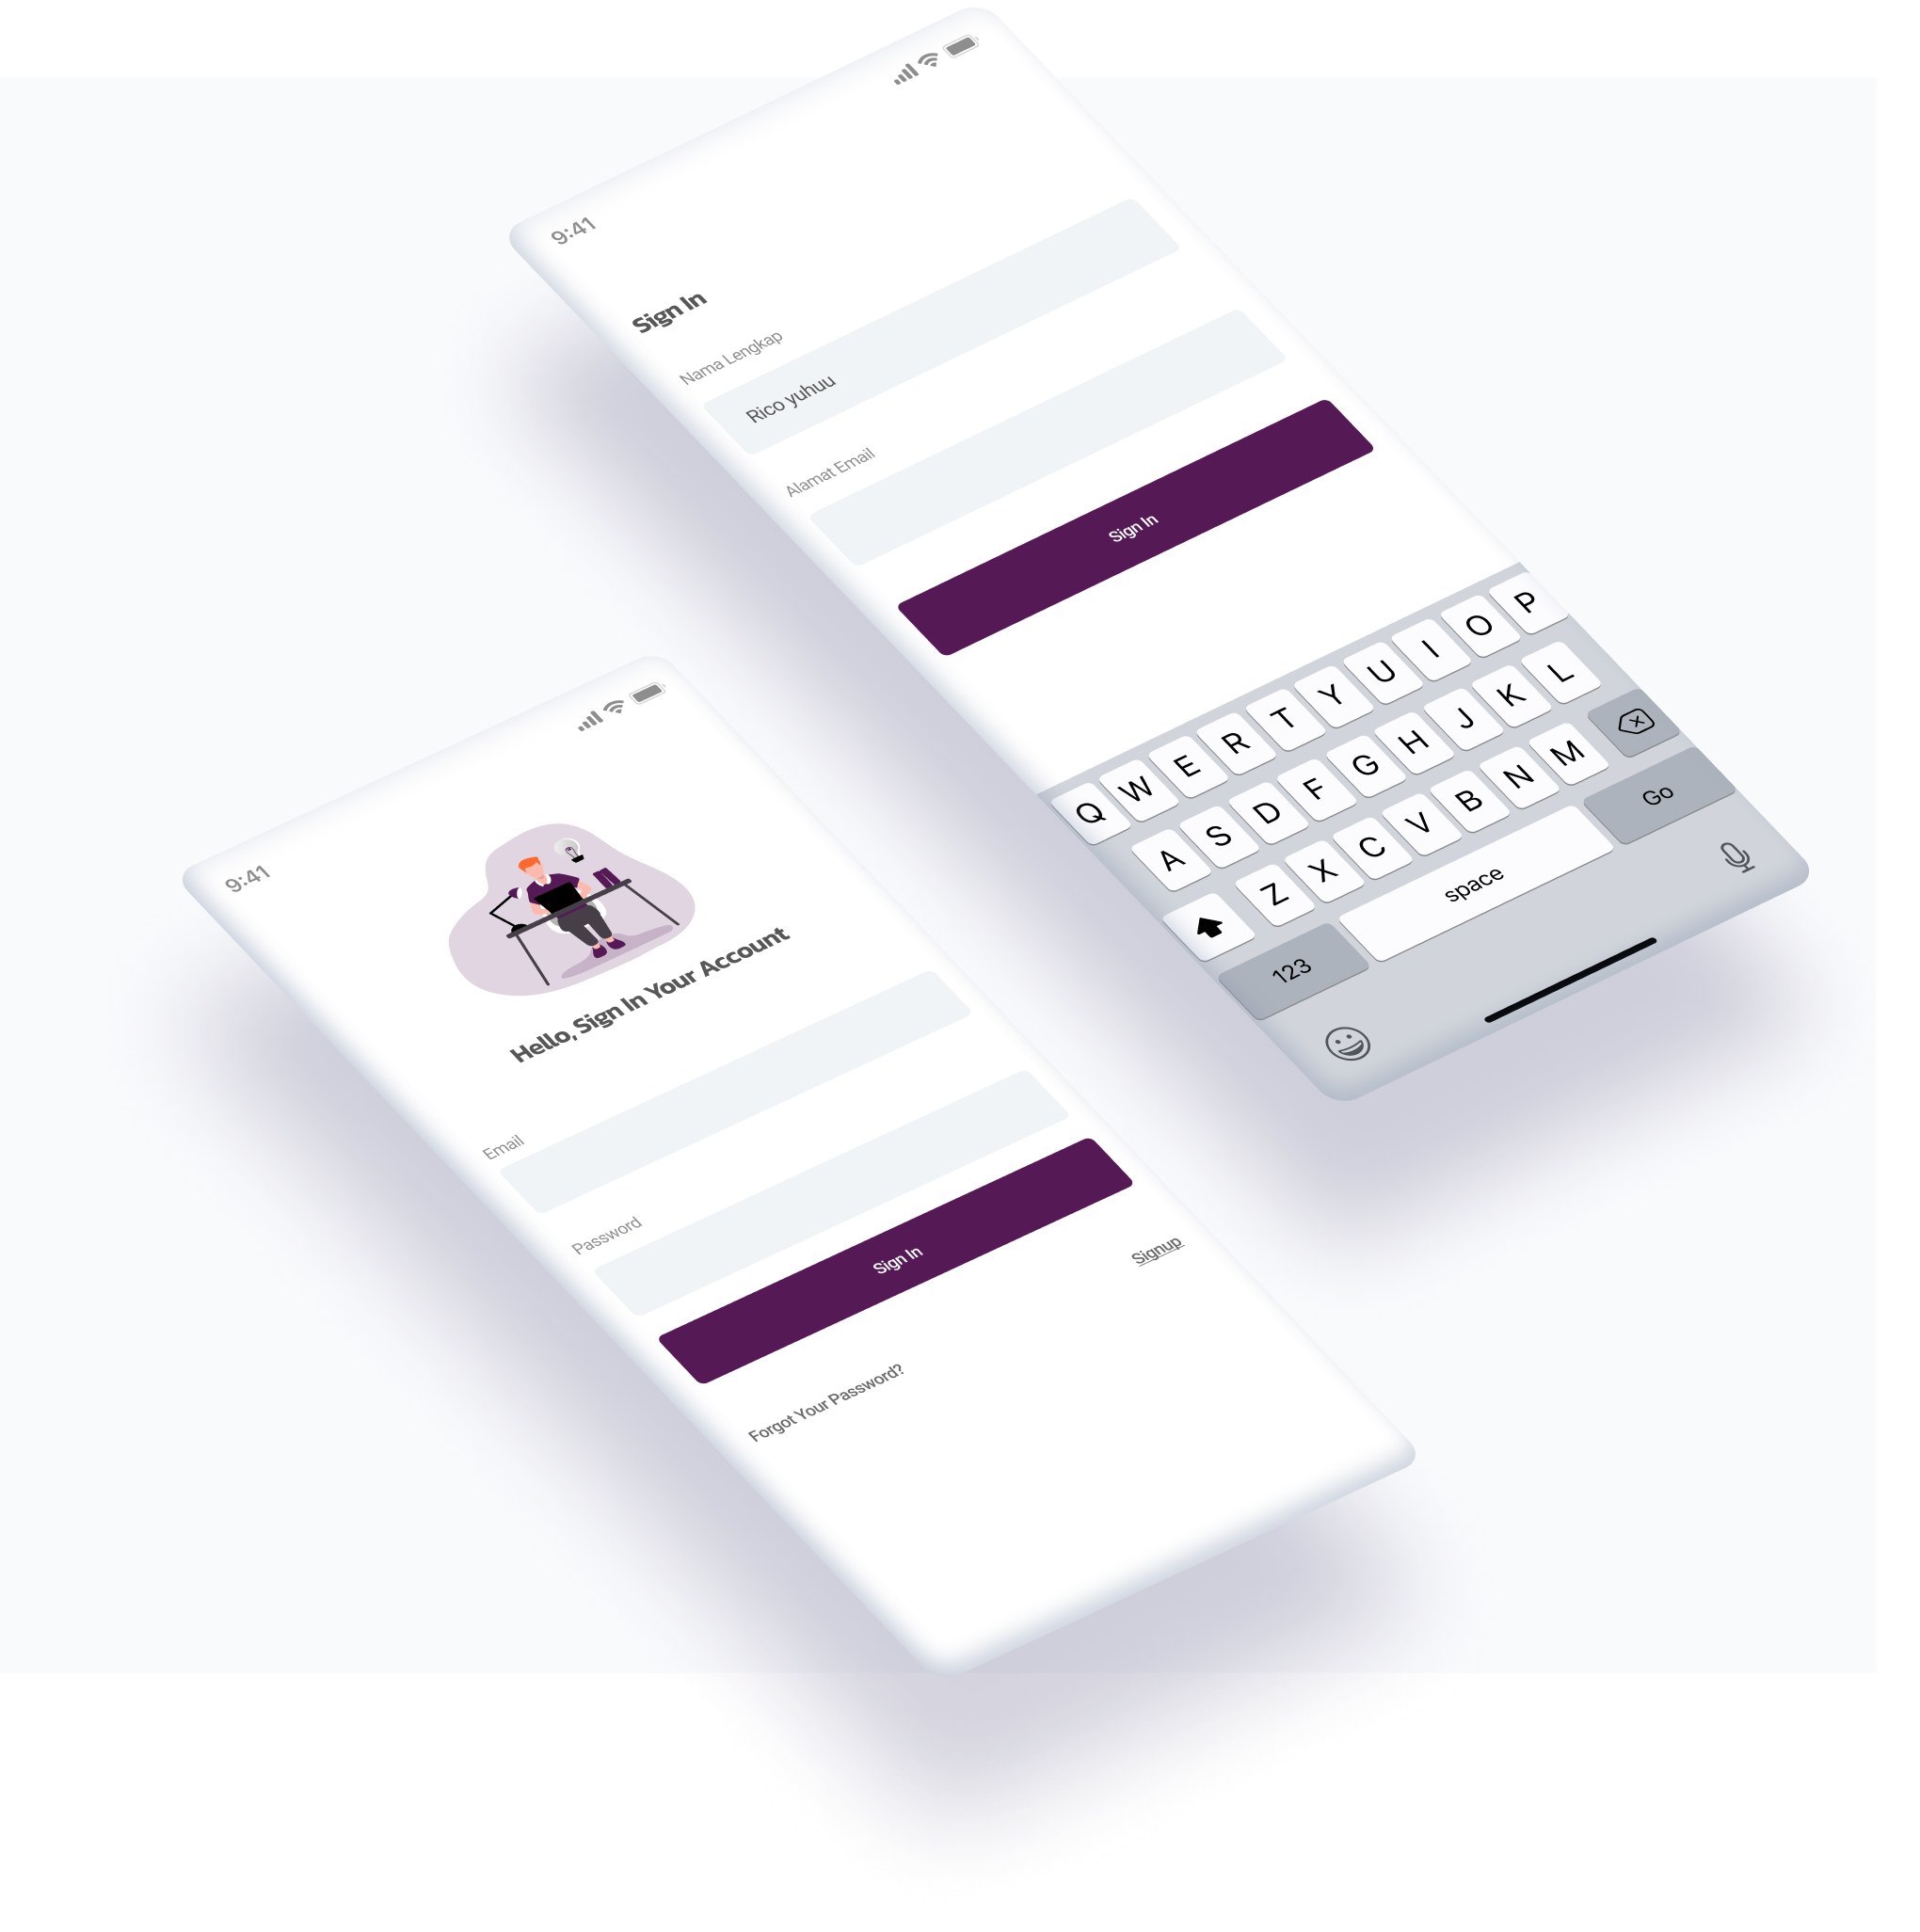 9:41
Sign In
Nama Lengkap
Rico yuhuu
Alamat Email
Sign In
Q W E R T Y U I O P
A S D F G H J K L
Z X C V B N M
123 space Go
9:41
Hello, Sign In Your Account
Email
Password
Sign In
Signup
Forgot Your Password?